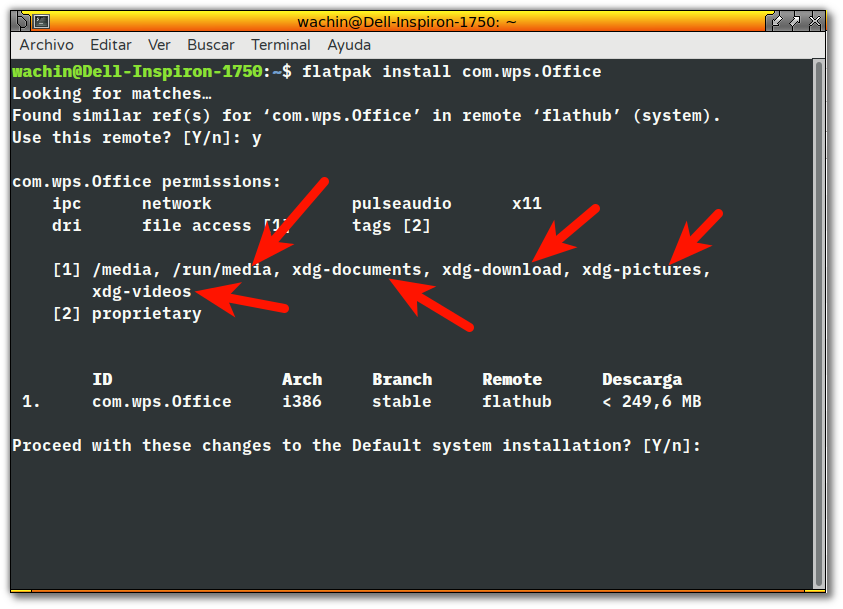 wachin@Dell-Inspiron-1750: ~
Archivo Editar Ver Buscar Terminal Ayuda
wachin@Dell-Inspiron-1750:~$ flatpak install com.wps.Office
Looking for matches…
Found similar ref(s) for ‘com.wps.Office’ in remote ‘flathub’ (system).
Use this remote? [Y/n]: y
com.wps.Office permissions:
ipc network pulseaudio x11
dri file access [1] tags [2]
[1] /media, /run/media, xdg-documents, xdg-download, xdg-pictures,
xdg-videos
[2] proprietary
ID Arch Branch Remote Descarga
1. com.wps.Office i386 stable flathub < 249,6 MB
Proceed with these changes to the Default system installation? [Y/n]: